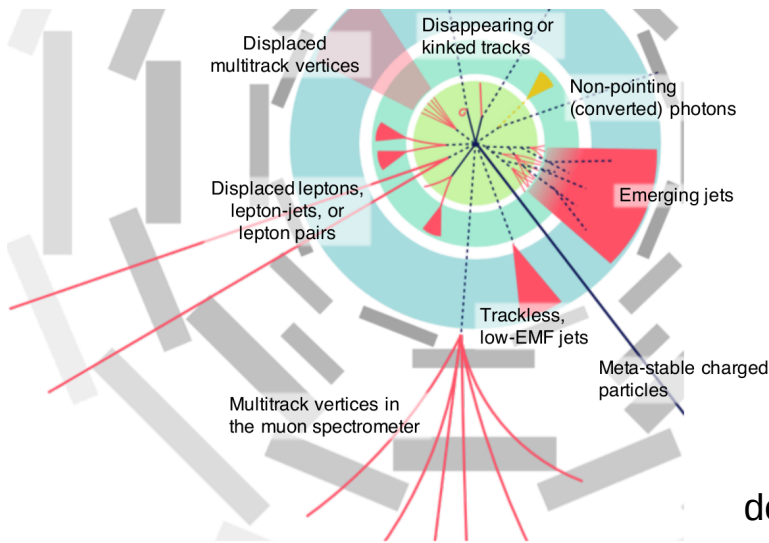 Disappearing or
kinked tracks
Displaced
multitrack vertices
Non-pointing
(converted) photons
Displaced leptons,
lepton-jets, or
lepton pairs
Emerging jets
Trackless,
low-EMF jets
Meta-stable charged
particles
Multitrack vertices in
the muon spectrometer